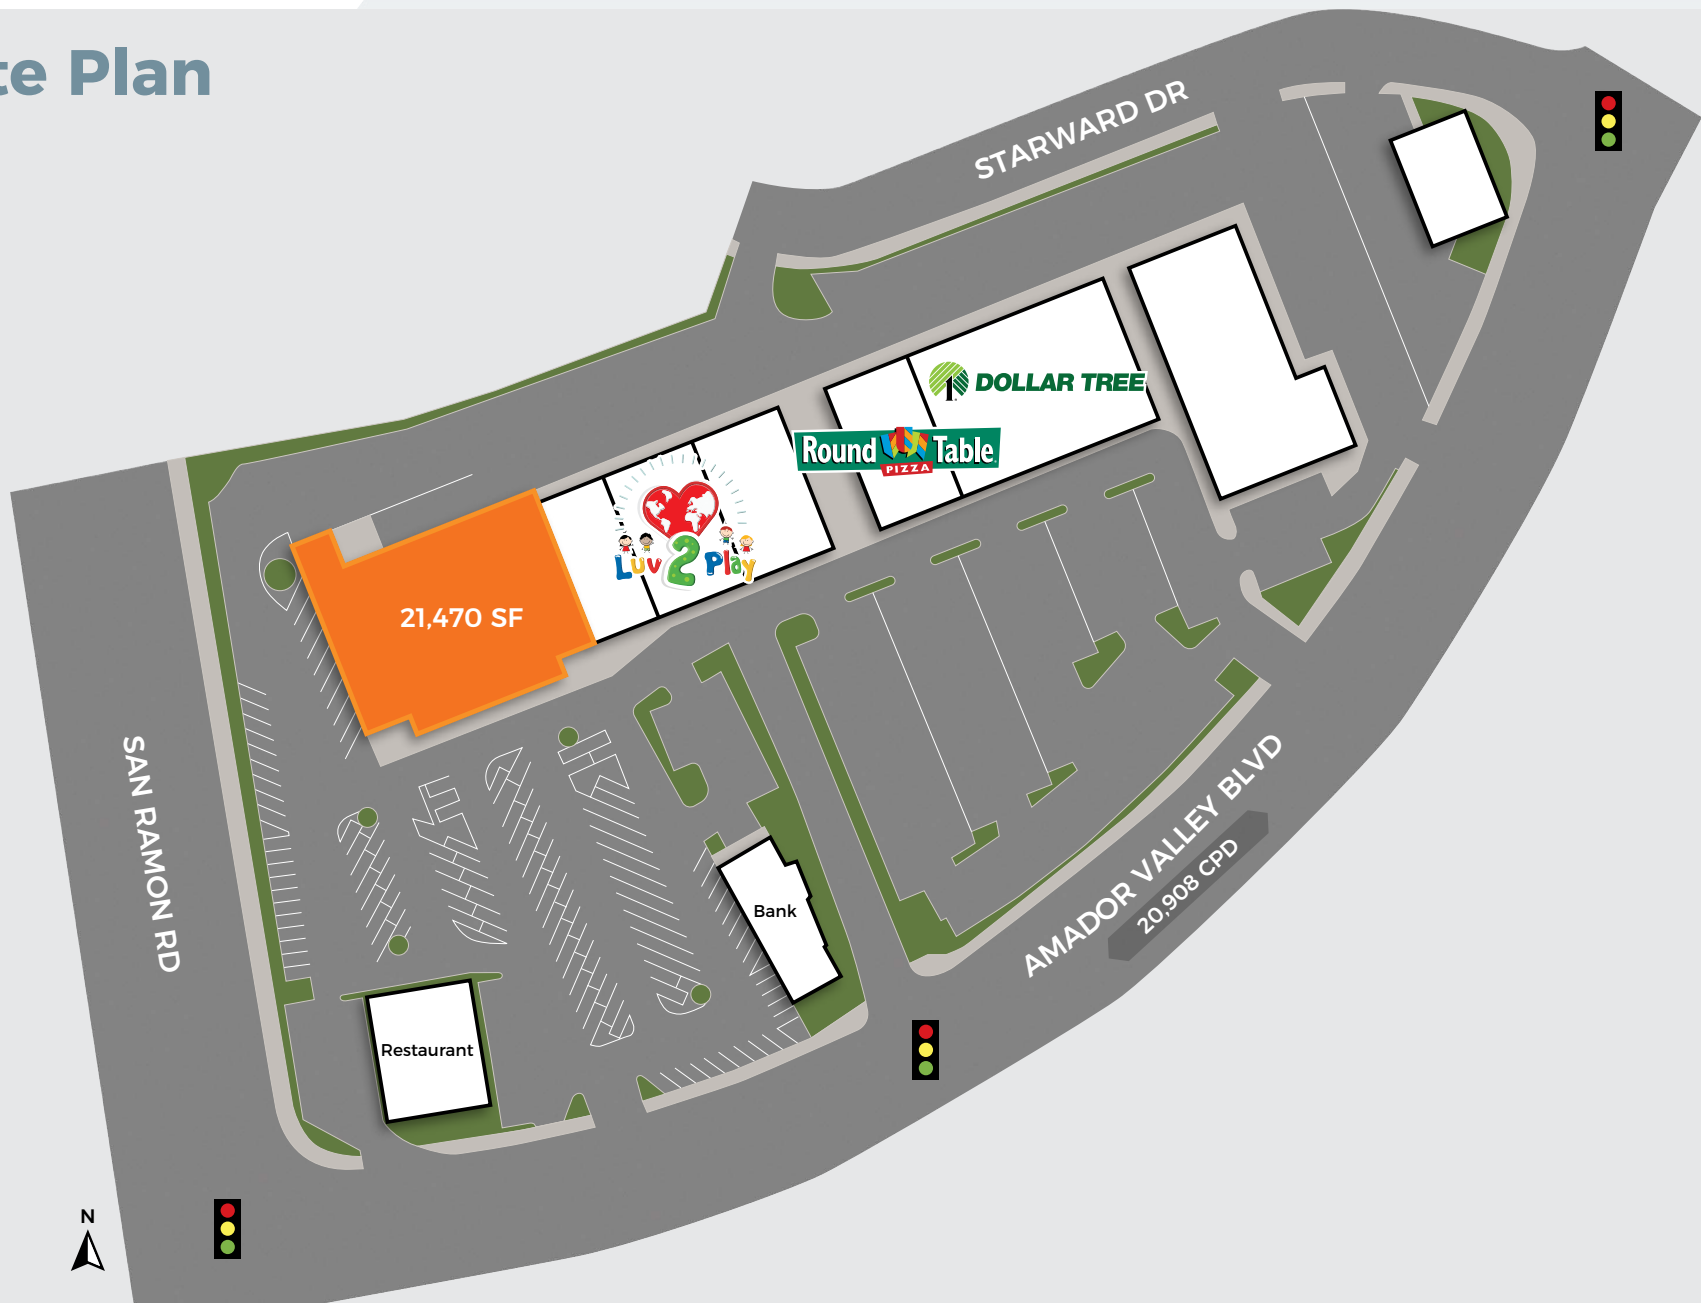 te Plan
STARWARD DR
DOLLAR TREE
Round Table
PIZZA
Luv 2 Play
21,470 SF
SAN RAMON RD
AMADOR VALLEY BLVD
20,908 CPD
Bank
Restaurant
N